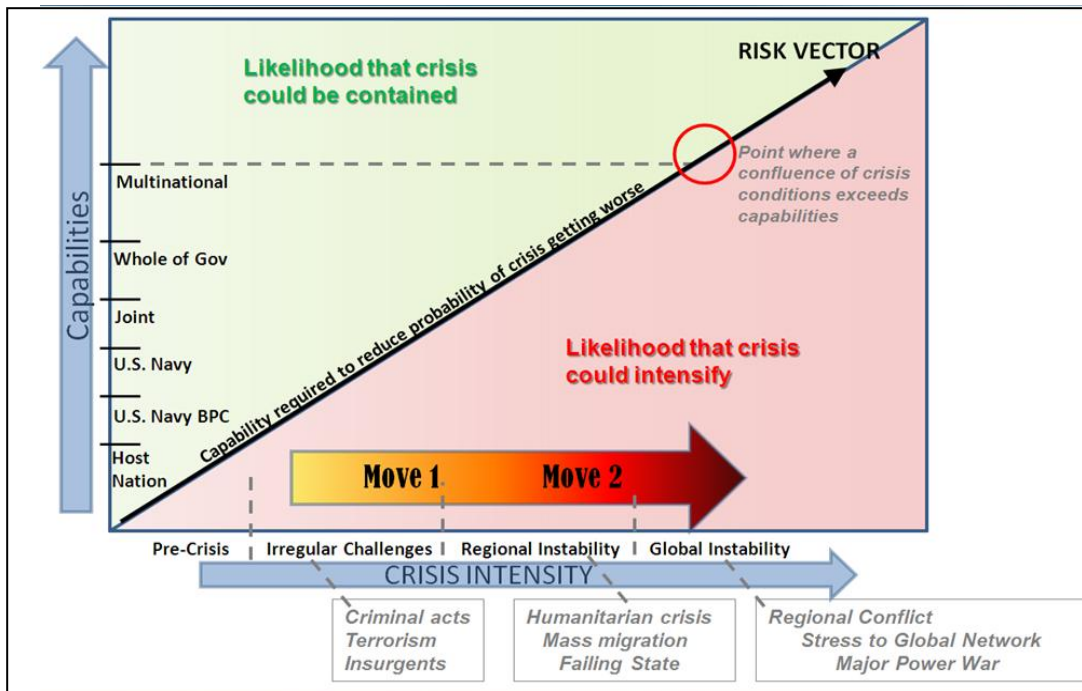 RISK VECTOR
Likelihood that crisis
could be contained
Point where a
confluence of crisis
conditions exceeds
capabilities
Capabilities
Multinational
Whole of Gov
Joint
U.S. Navy
U.S. Navy BPC
Host
Nation
Capability required to reduce probability of crisis getting worse
Likelihood that crisis
could intensify
Move 1
Move 2
Pre-Crisis
Irregular Challenges
Regional Instability
Global Instability
CRISIS INTENSITY
Criminal acts
Terrorism
Insurgents
Humanitarian crisis
Mass migration
Failing State
Regional Conflict
Stress to Global Network
Major Power War